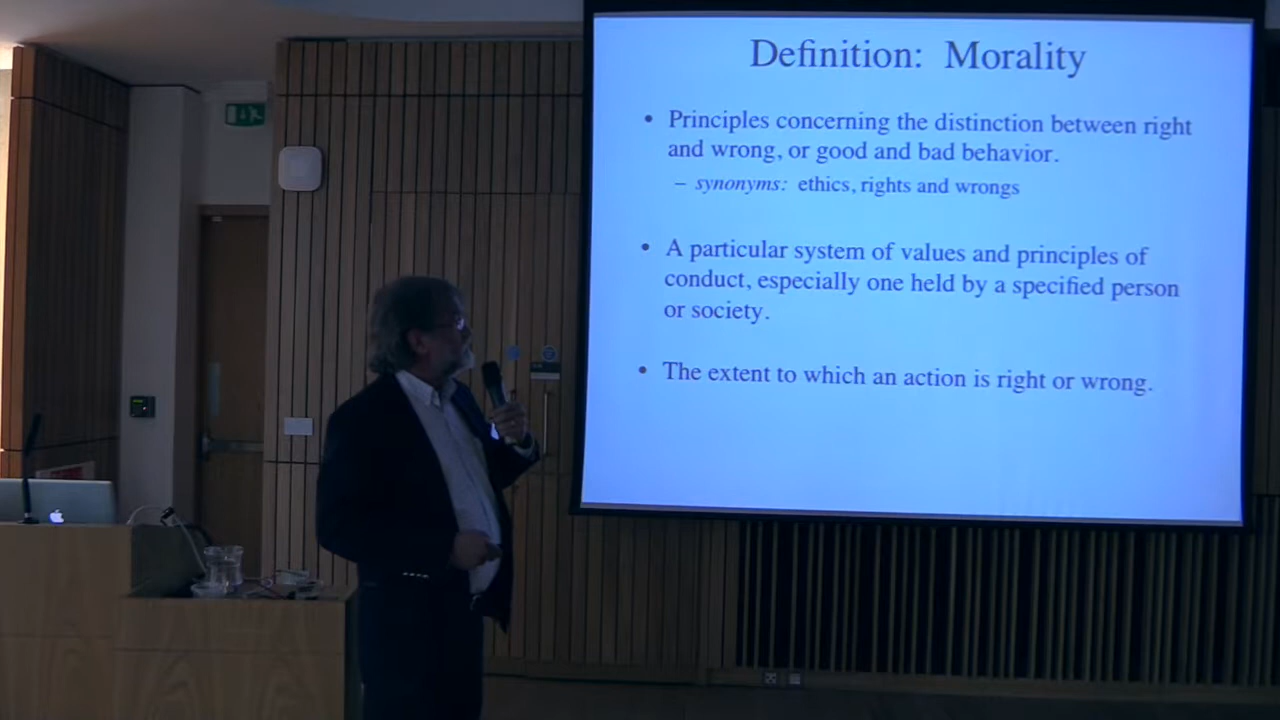 Definition: Morality
• Principles concerning the distinction between right
and wrong, or good and bad behavior.
– synonyms: ethics, rights and wrongs
• A particular system of values and principles of
conduct, especially one held by a specified person
or society.
• The extent to which an action is right or wrong.